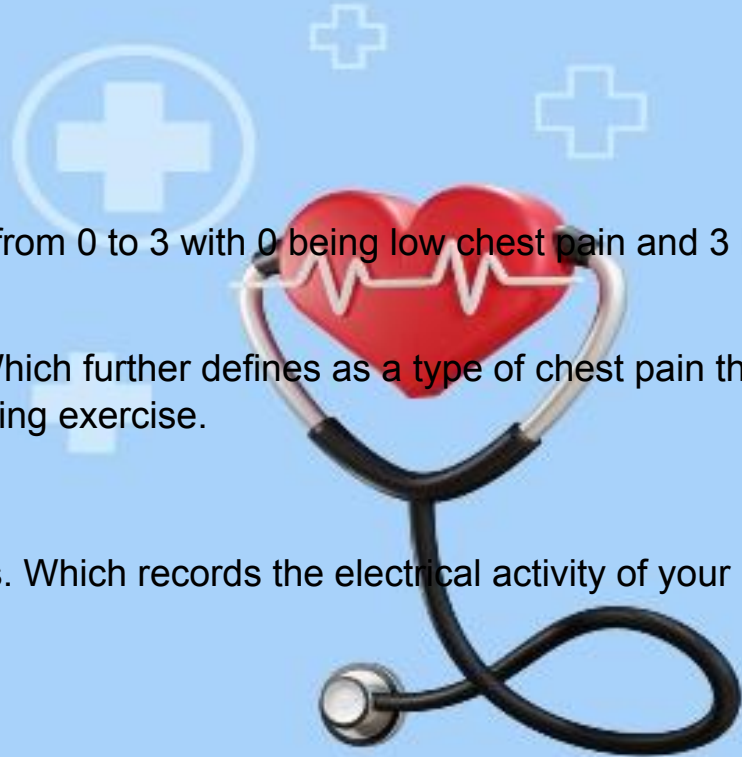 from 0 to 3 with 0 being low chest pain and 3
Which further defines as a type of chest pain th
ing exercise.
s. Which records the electrical activity of your